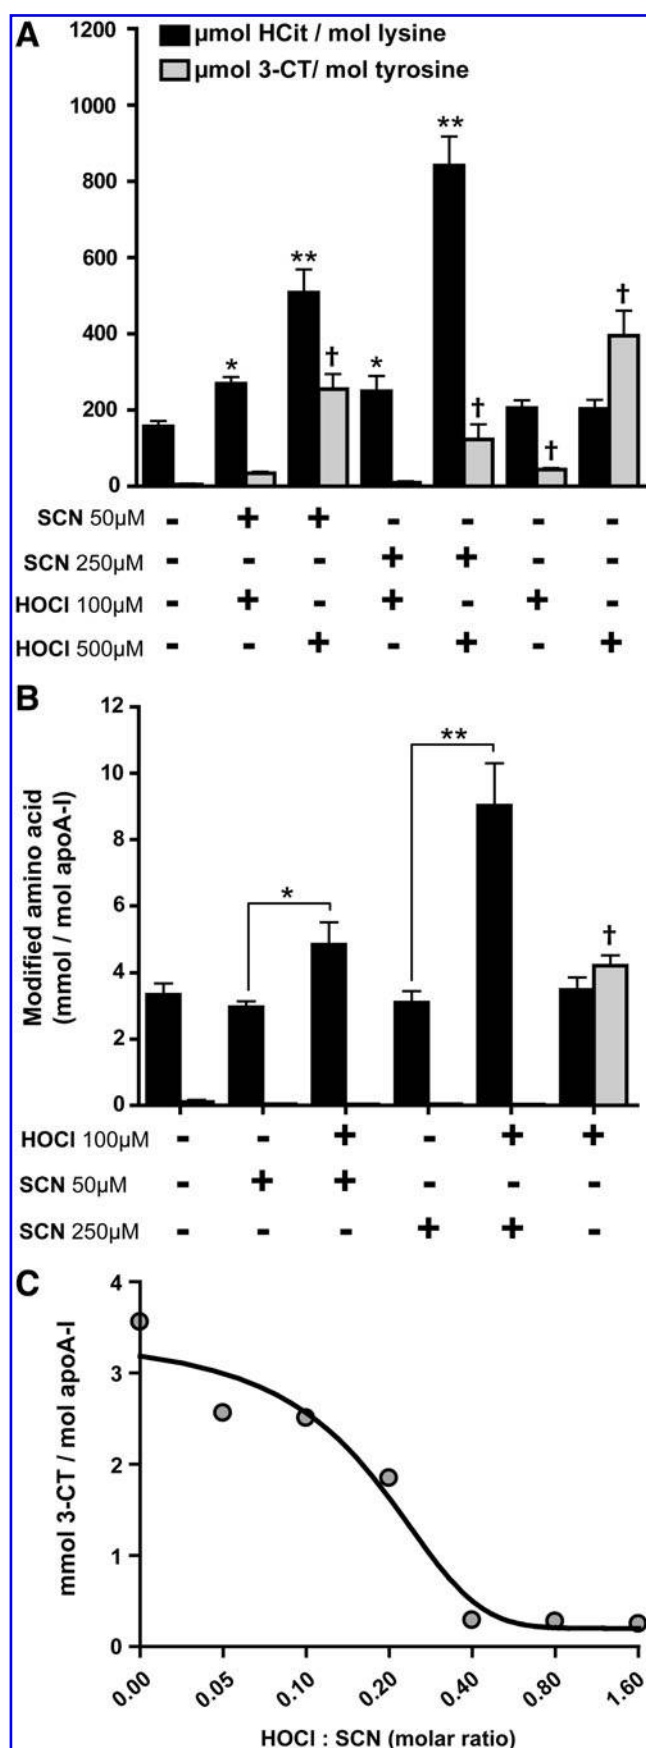 A
µmol HCit / mol lysine
µmol 3-CT/ mol tyrosine
1200
1000
800
600
400
200
0
*
**
†
*
**
†
†
†
SCN 50µM - + + - - - -
SCN 250µM - - - + + - -
HOCl 100µM - + - + - + -
HOCl 500µM - - + - + - +
B
Modified amino acid
(mmol / mol apoA-I)
12
10
8
6
4
2
0
*
**
†
HOCl 100µM - - + - + +
SCN 50µM - + + - - -
SCN 250µM - - - + + -
C
mmol 3-CT / mol apoA-I
4
3
2
1
0
0.00 0.05 0.10 0.20 0.40 0.80 1.60
HOCl : SCN (molar ratio)